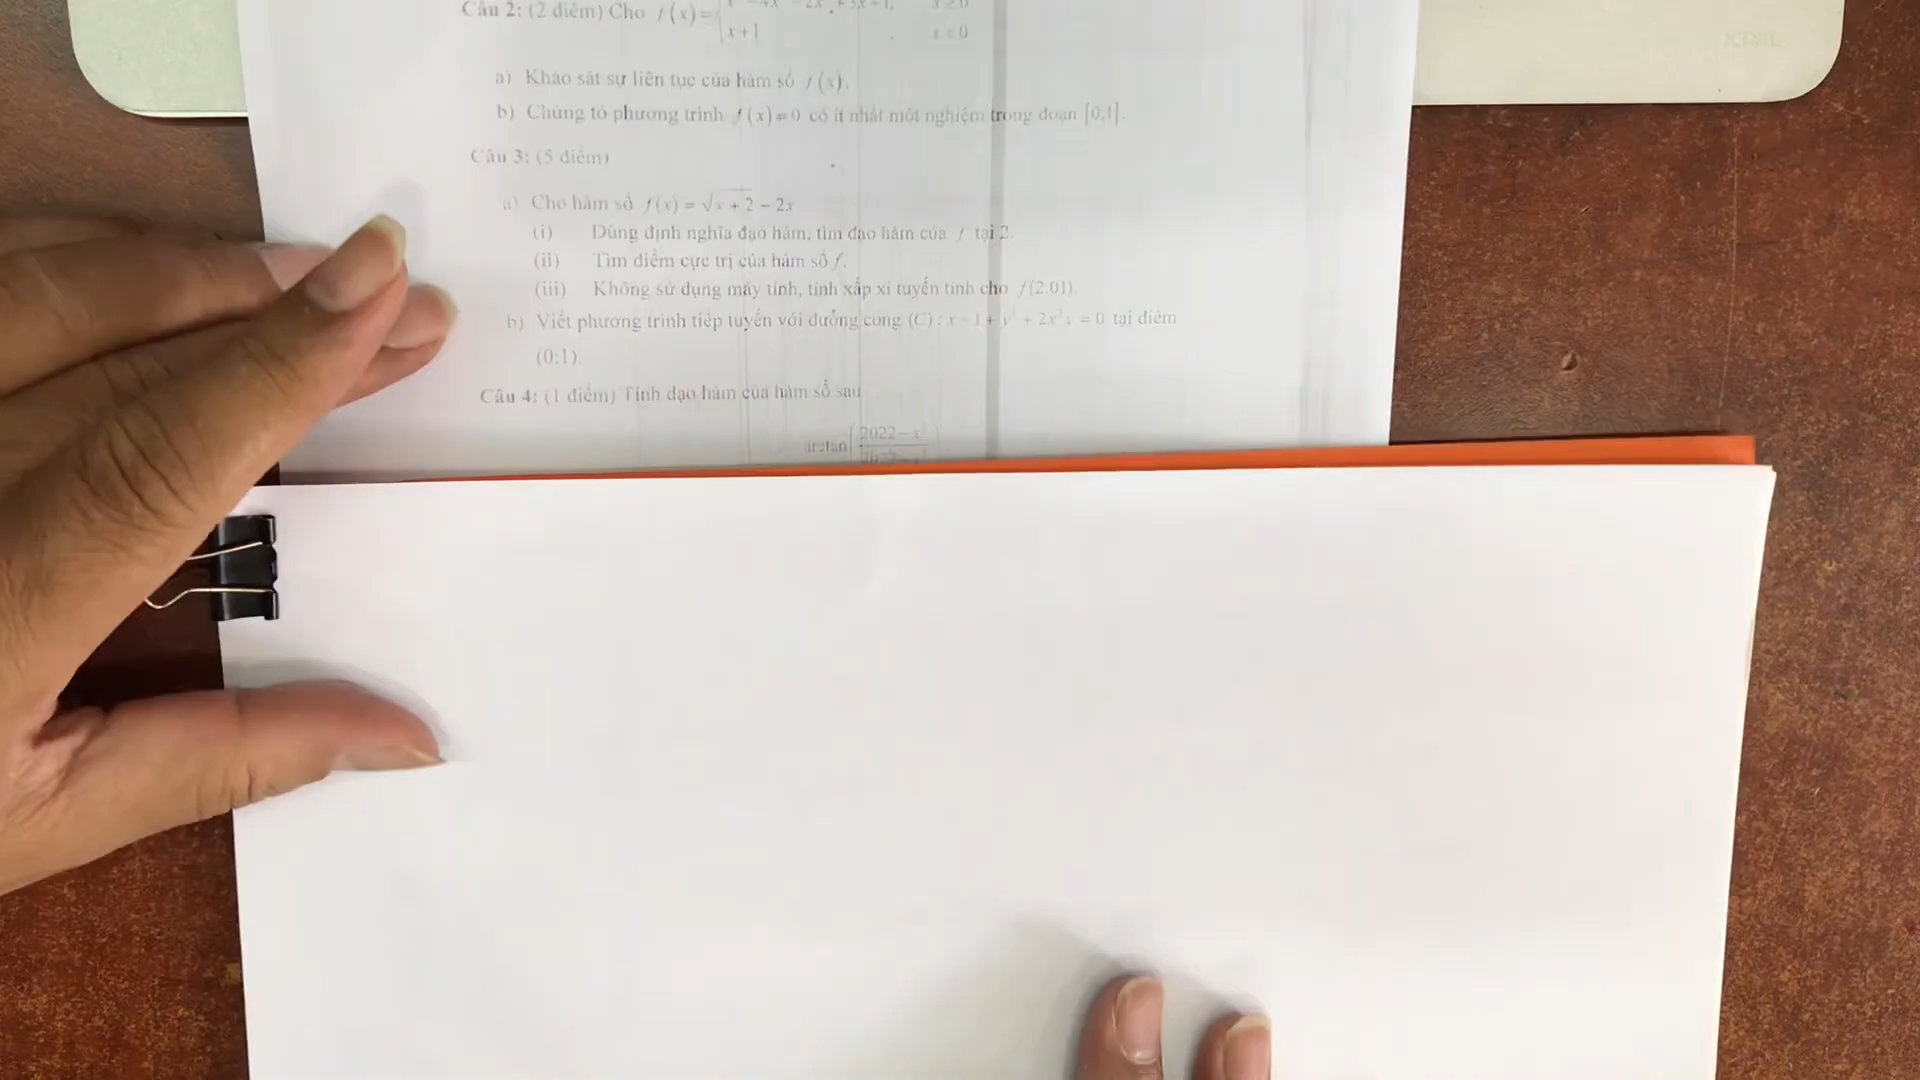 Câu 2: (2 điểm) Cho f(x)=
x+1 x<0
a) Khảo sát sự liên tục của hàm số f(x).
b) Chứng tỏ phương trình f(x)=0 có ít nhất một nghiệm trong đoạn [0,1].
Câu 3: (5 điểm)
a) Cho hàm số f(x) = √x+2 − 2x
(i) Dùng định nghĩa đạo hàm, tìm đạo hàm của f tại 2.
(ii) Tìm điểm cực trị của hàm số f.
(iii) Không sử dụng máy tính, tính xấp xỉ tuyến tính cho f(2.01).
b) Viết phương trình tiếp tuyến với đường cong (C): = 0 tại điểm
(0;1).
Câu 4: (1 điểm) Tính đạo hàm của hàm số sau
arctan